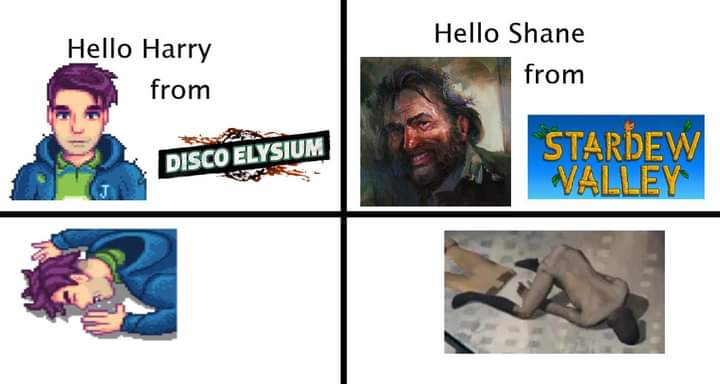 Hello Harry
from
DISCO ELYSIUM
J
Hello Shane
from
STARDEW
VALLEY